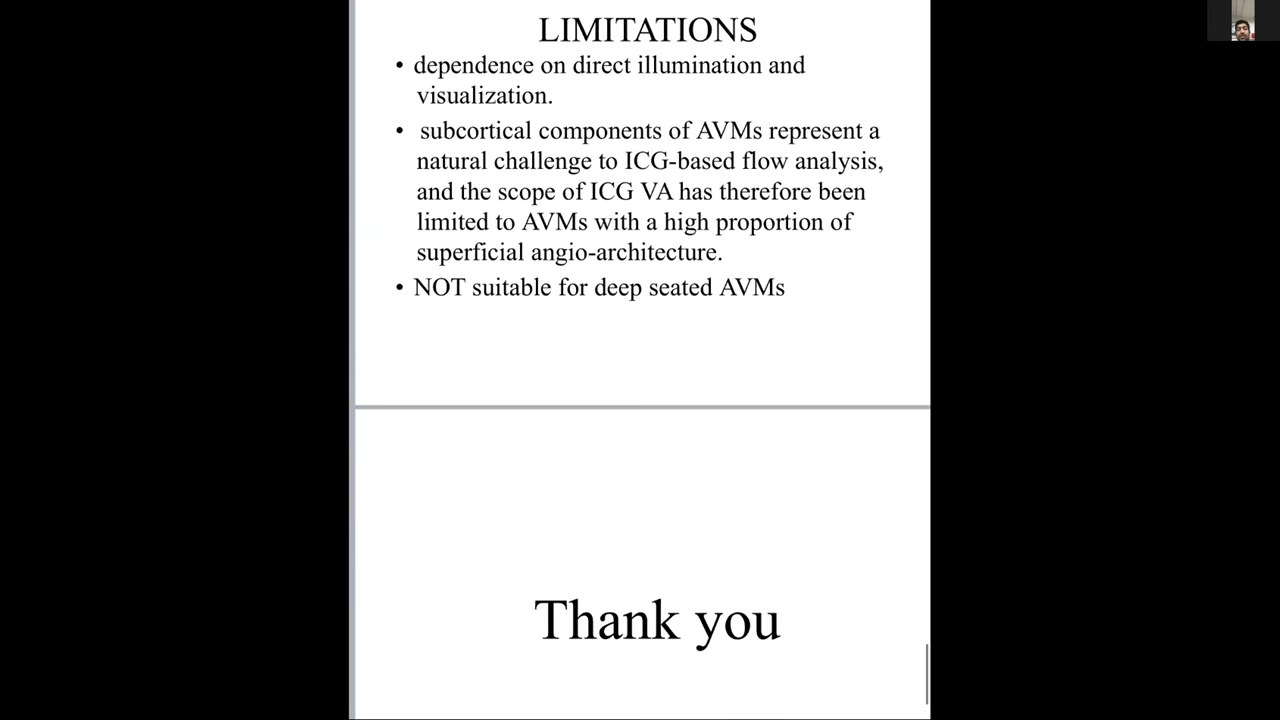 LIMITATIONS
• dependence on direct illumination and
visualization.
• subcortical components of AVMs represent a
natural challenge to ICG-based flow analysis,
and the scope of ICG VA has therefore been
limited to AVMs with a high proportion of
superficial angio-architecture.
• NOT suitable for deep seated AVMs
Thank you